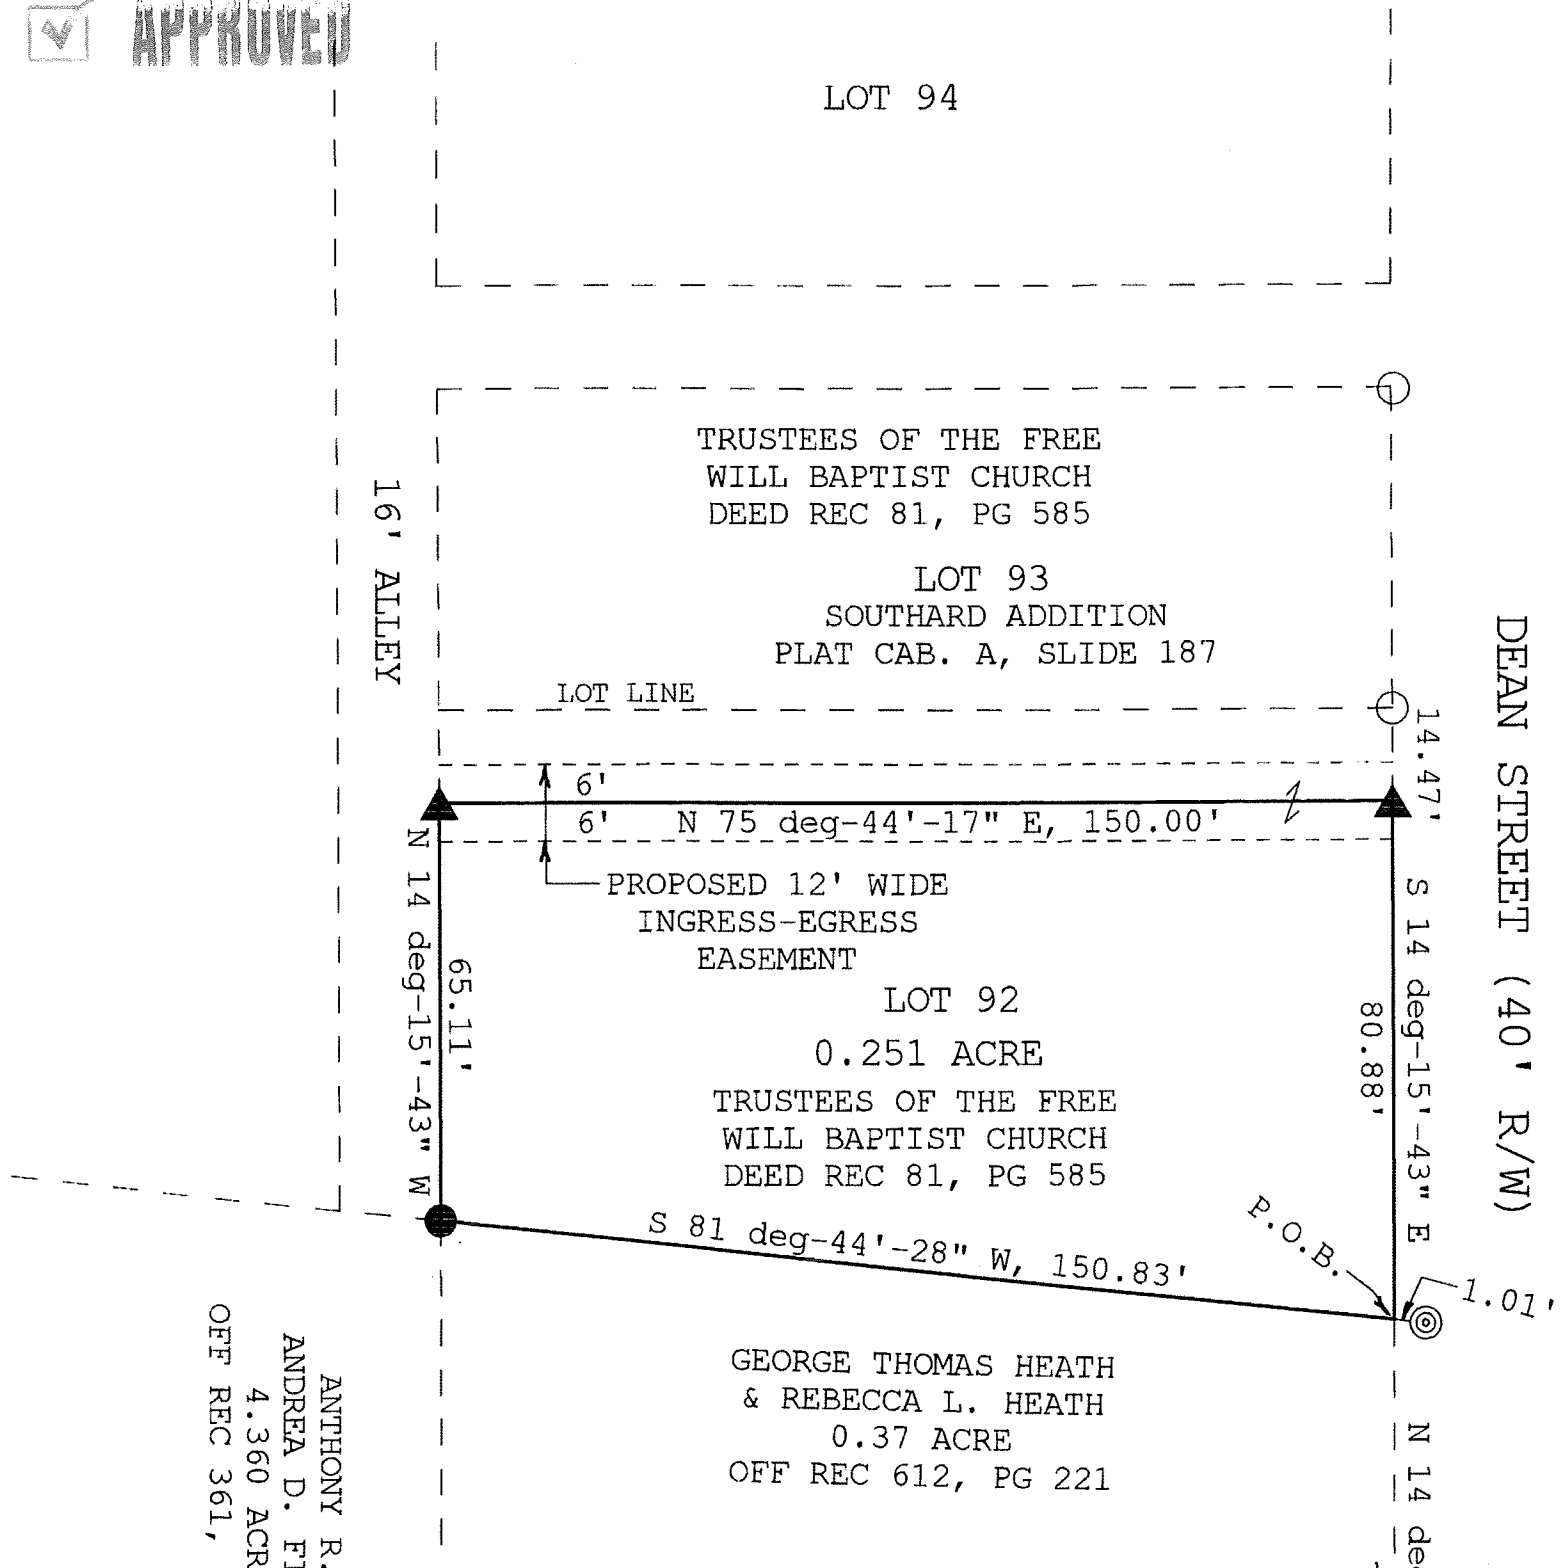 APPROVED
LOT 94
TRUSTEES OF THE FREE
WILL BAPTIST CHURCH
DEED REC 81, PG 585
LOT 93
SOUTHARD ADDITION
PLAT CAB. A, SLIDE 187
16' ALLEY
LOT LINE
14.47'
DEAN STREET (40' R/W)
6'
6'
N 75 deg-44'-17" E, 150.00'
PROPOSED 12' WIDE
INGRESS-EGRESS
EASEMENT
N 14 deg-15'-43" W
65.11'
LOT 92
0.251 ACRE
TRUSTEES OF THE FREE
WILL BAPTIST CHURCH
DEED REC 81, PG 585
80.88'
S 14 deg-15'-43" E
S 81 deg-44'-28" W, 150.83'
P.O.B.
1.01'
GEORGE THOMAS HEATH
& REBECCA L. HEATH
0.37 ACRE
OFF REC 612, PG 221
ANTHONY R.
ANDREA D.
4.360
OFF REC 361,
N 14